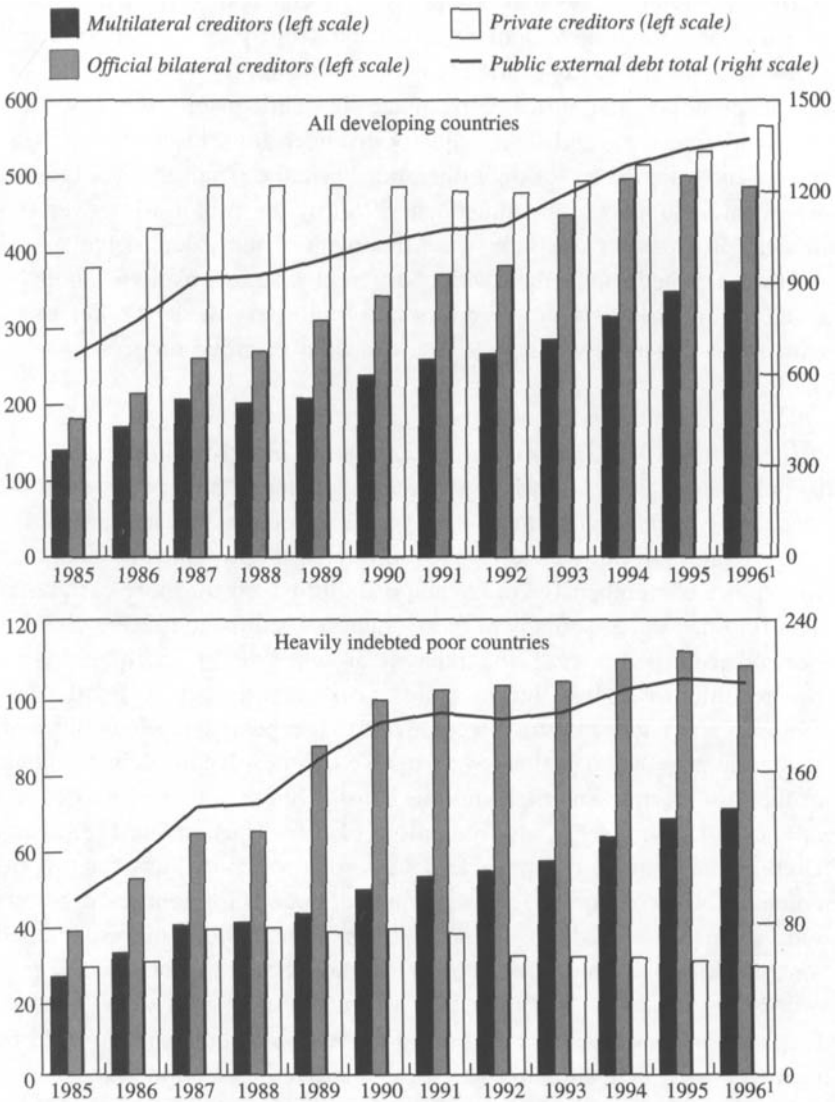 Multilateral creditors (left scale) Private creditors (left scale)
Official bilateral creditors (left scale) Public external debt total (right scale)
600 1500
All developing countries
500 1200
400
900
300
600
200
300
100
0 0
1985 1986 1987 1988 1989 1990 1991 1992 1993 1994 1995 1996¹
120 240
Heavily indebted poor countries
100
80 160
60
40 80
20
0 0
1985 1986 1987 1988 1989 1990 1991 1992 1993 1994 1995 1996¹